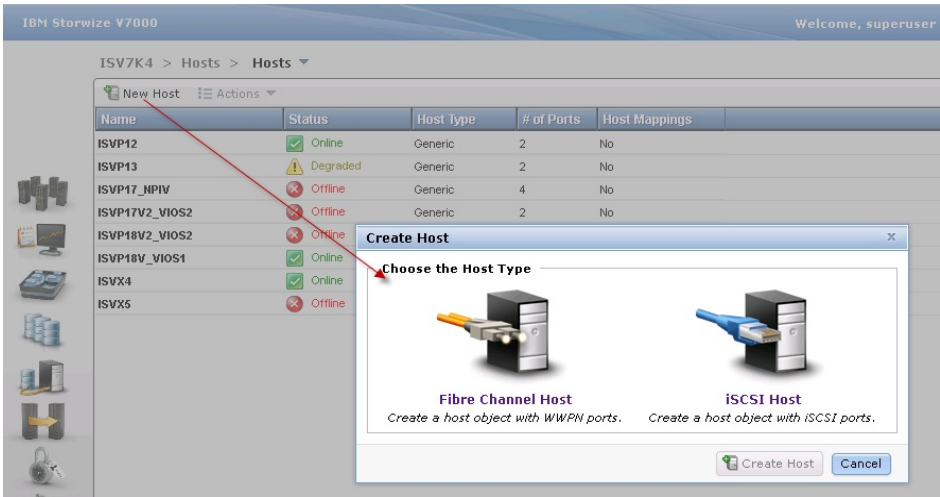 IBM Storwize V7000 Welcome, superuser
ISV7K4 > Hosts > Hosts
New Host Actions
Name Status Host Type # of Ports Host Mappings
ISVP12 Online Generic 2 No
ISVP13 Degraded Generic 2 No
ISVP17_NPIV Offline Generic 4 No
ISVP17V2_VIOS2 Offline Generic 2 No
ISVP18V2_VIOS2 Offline
ISVP18V_VIOS1 Online
ISVX4 Online
ISVX5 Offline
Create Host x
Choose the Host Type
Fibre Channel Host
Create a host object with WWPN ports.
iSCSI Host
Create a host object with iSCSI ports.
Create Host Cancel